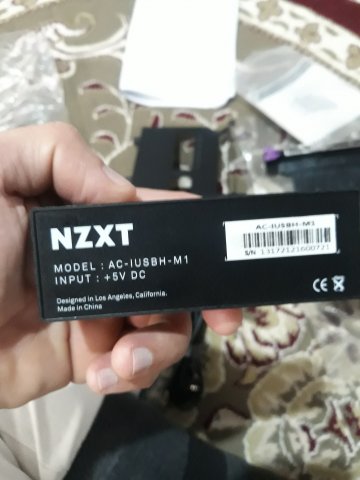 NZXT
MODEL : AC-IUSBH-M1
INPUT : +5V DC
Designed in Los Angeles, California.
Made in China
AC-IUSBH-M1
S/N 13172121600721
CE